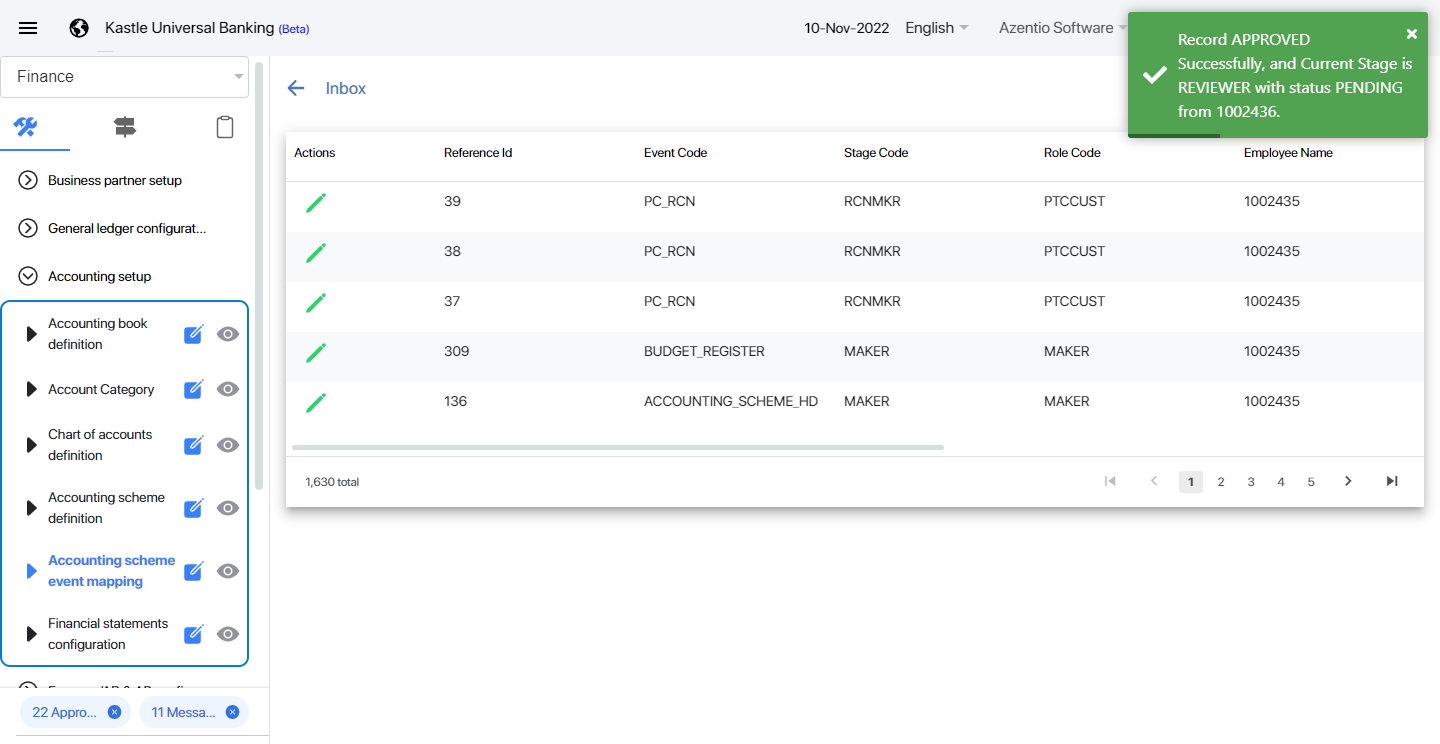 Kastle Universal Banking (Beta)
10-Nov-2022
English
Azentio Software
Record APPROVED
Successfully, and Current Stage is
REVIEWER with status PENDING
from 1002436.
Finance
Business partner setup
General ledger configurat...
Accounting setup
Accounting book
definition
Account Category
Chart of accounts
definition
Accounting scheme
definition
Accounting scheme
event mapping
Financial statements
configuration
22 Appro...
11 Messa...
Inbox
Actions Reference Id Event Code Stage Code Role Code Employee Name
39 PC_RCN RCNMKR PTCCUST 1002435
38 PC_RCN RCNMKR PTCCUST 1002435
37 PC_RCN RCNMKR PTCCUST 1002435
309 BUDGET_REGISTER MAKER MAKER 1002435
136 ACCOUNTING_SCHEME_HD MAKER MAKER 1002435
1,630 total
1 2 3 4 5